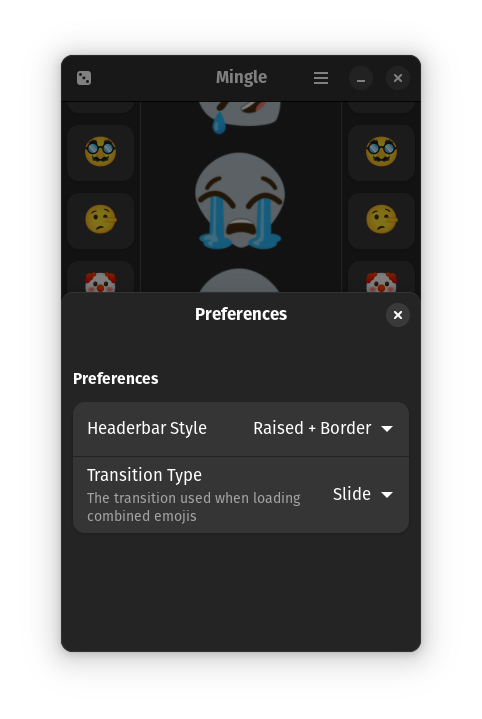 Mingle
Preferences
Preferences
Headerbar Style
Raised + Border
Transition Type
The transition used when loading
combined emojis
Slide